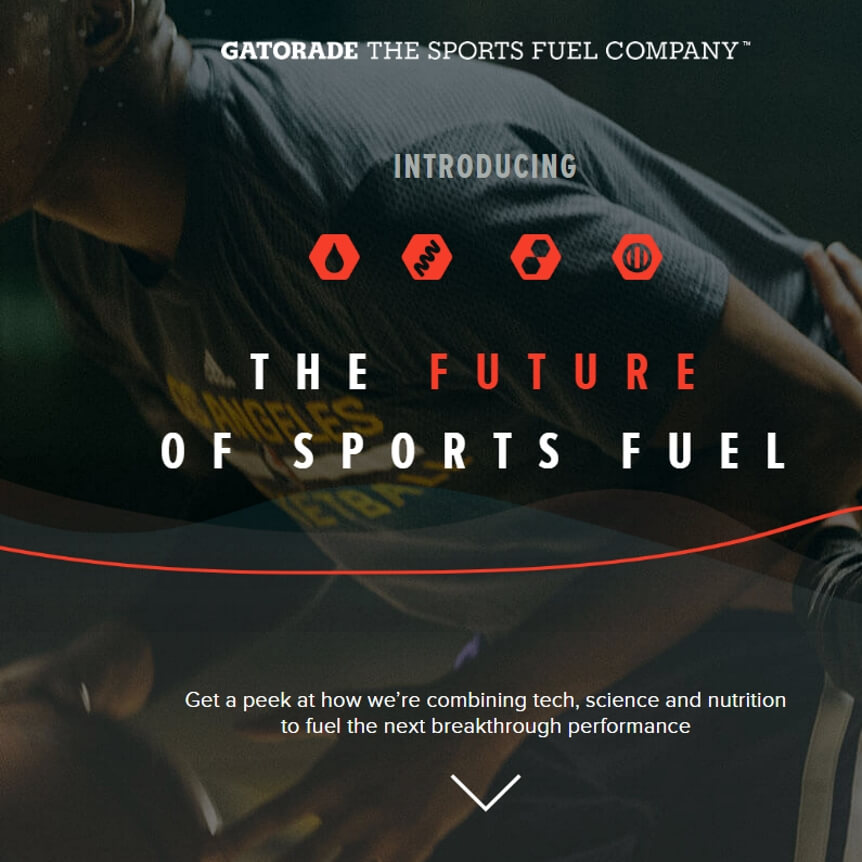 GATORADE THE SPORTS FUEL COMPANY™
INTRODUCING
THE FUTURE
OF SPORTS FUEL
ANGELES
Get a peek at how we’re combining tech, science and nutrition
to fuel the next breakthrough performance